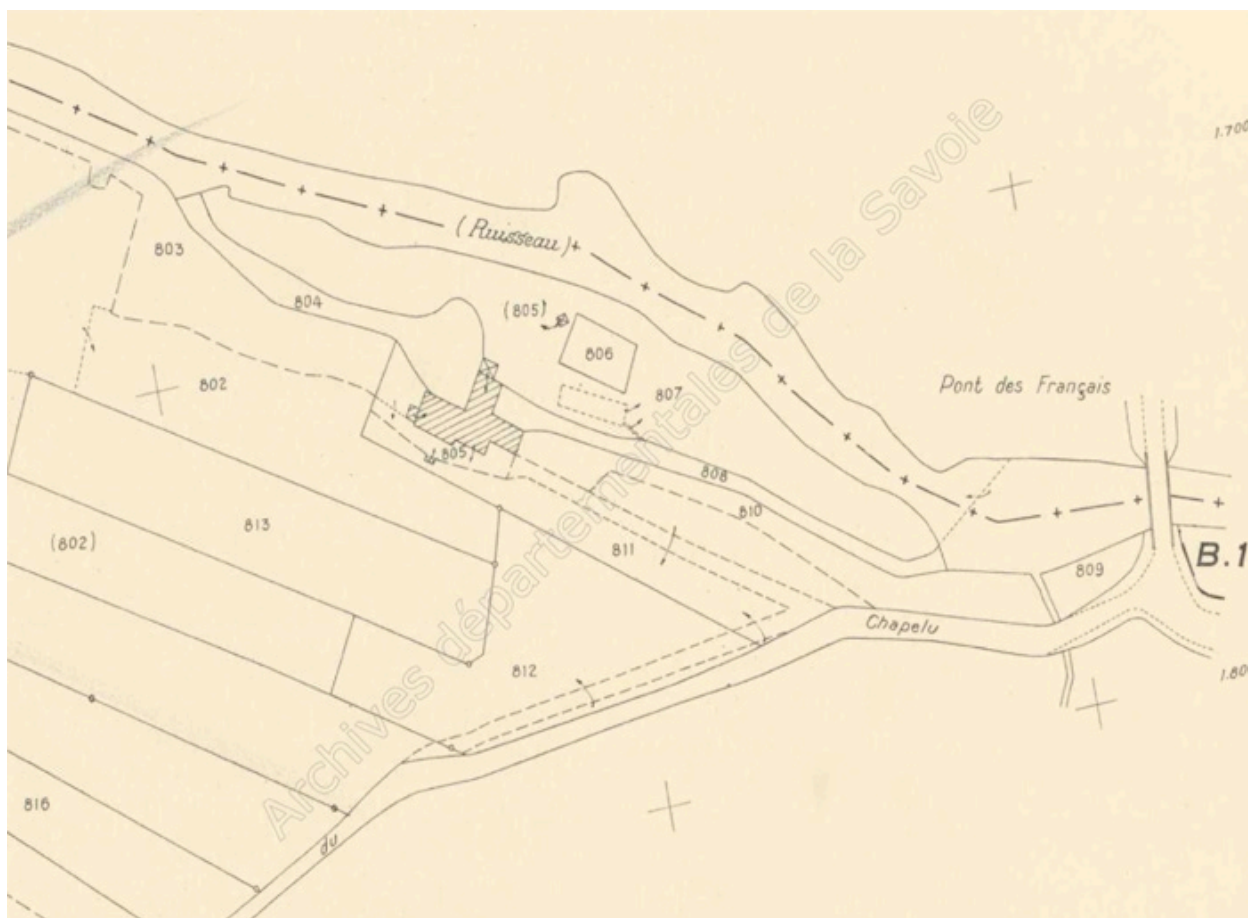 1.700
(Ruisseau)
803
804
(805)
806
807
802
Pont des Français
(805)
808
810
813
811
(802)
809
B.1
Chapelu
812
1.80
816
du
Archives départementales de la Savoie